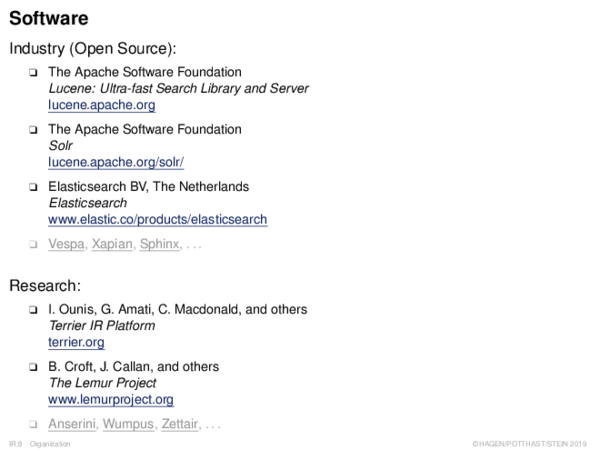 Software
Industry (Open Source):
❏ The Apache Software Foundation
Lucene: Ultra-fast Search Library and Server
lucene.apache.org
❏ The Apache Software Foundation
Solr
lucene.apache.org/solr/
❏ Elasticsearch BV, The Netherlands
Elasticsearch
www.elastic.co/products/elasticsearch
❏ Vespa, Xapian, Sphinx, . . .
Research:
❏ I. Ounis, G. Amati, C. Macdonald, and others
Terrier IR Platform
terrier.org
❏ B. Croft, J. Callan, and others
The Lemur Project
www.lemurproject.org
❏ Anserini, Wumpus, Zettair, . . .
IR:8 Organization ©HAGEN/POTTHAST/STEIN 2019